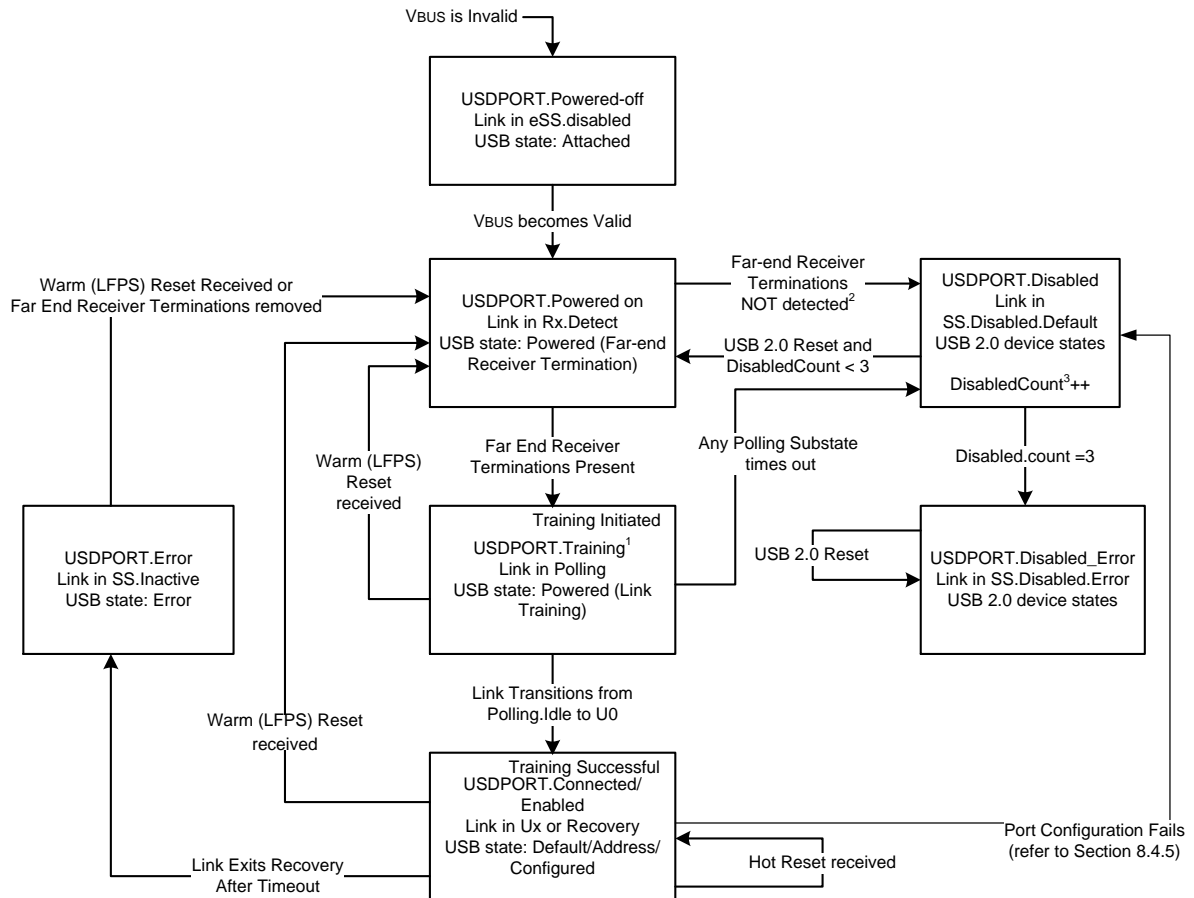 VBUS is Invalid
USDPORT.Powered-off
Link in eSS.disabled
USB state: Attached
VBUS becomes Valid
Warm (LFPS) Reset Received or
Far End Receiver Terminations removed
USDPORT.Powered on
Link in Rx.Detect
USB state: Powered (Far-end
Receiver Termination)
Far-end Receiver
Terminations
NOT detected2
USB 2.0 Reset and
DisabledCount < 3
USDPORT.Disabled
Link in
SS.Disabled.Default
USB 2.0 device states
DisabledCount3++
Warm (LFPS)
Reset
received
Far End Receiver
Terminations Present
Any Polling Substate
times out
Disabled.count =3
USDPORT.Error
Link in SS.Inactive
USB state: Error
Training Initiated
USDPORT.Training1
Link in Polling
USB state: Powered (Link
Training)
USB 2.0 Reset
USDPORT.Disabled_Error
Link in SS.Disabled.Error
USB 2.0 device states
Warm (LFPS) Reset
received
Link Transitions from
Polling.Idle to U0
Training Successful
USDPORT.Connected/
Enabled
Link in Ux or Recovery
USB state: Default/Address/
Configured
Link Exits Recovery
After Timeout
Hot Reset received
Port Configuration Fails
(refer to Section 8.4.5)